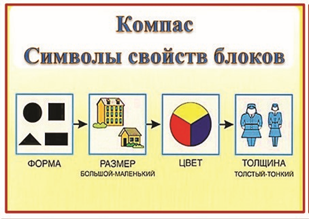 Компас
Символы свойств блоков
ФОРМА
РАЗМЕР
БОЛЬШОЙ-МАЛЕНЬКИЙ
ЦВЕТ
ТОЛЩИНА
ТОЛСТЫЙ-ТОНКИЙ